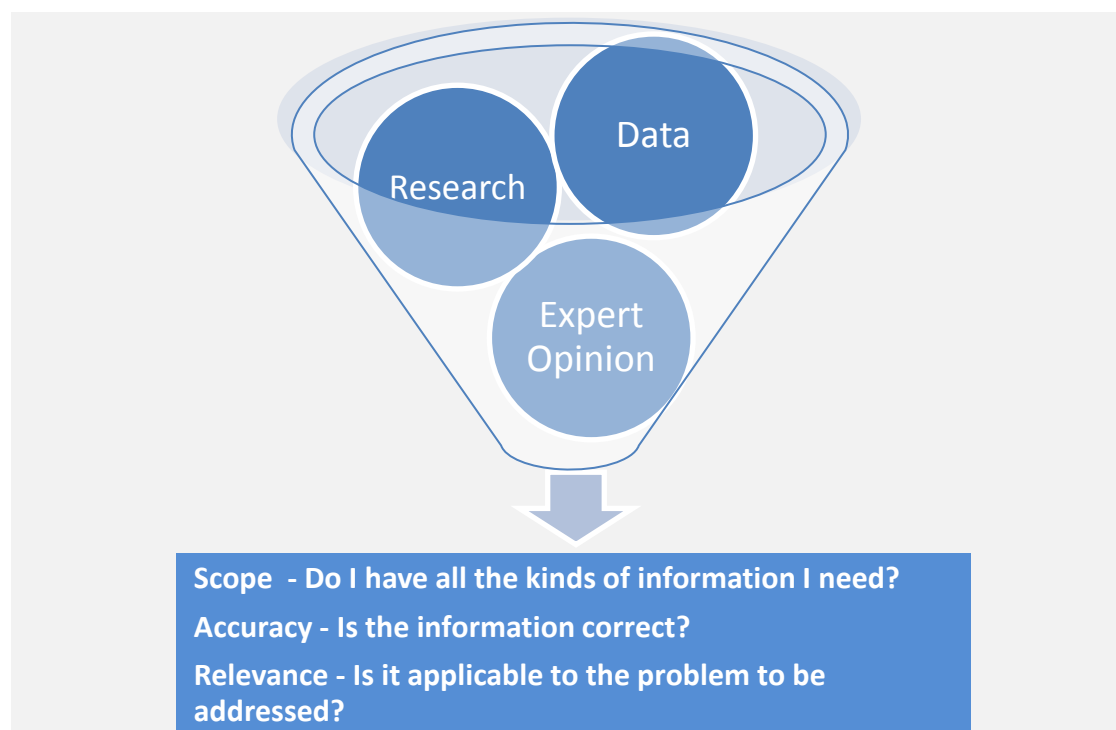 Data
Research
Expert
Opinion
Scope  - Do I have all the kinds of information I need?
Accuracy - Is the information correct?
Relevance - Is it applicable to the problem to be
addressed?